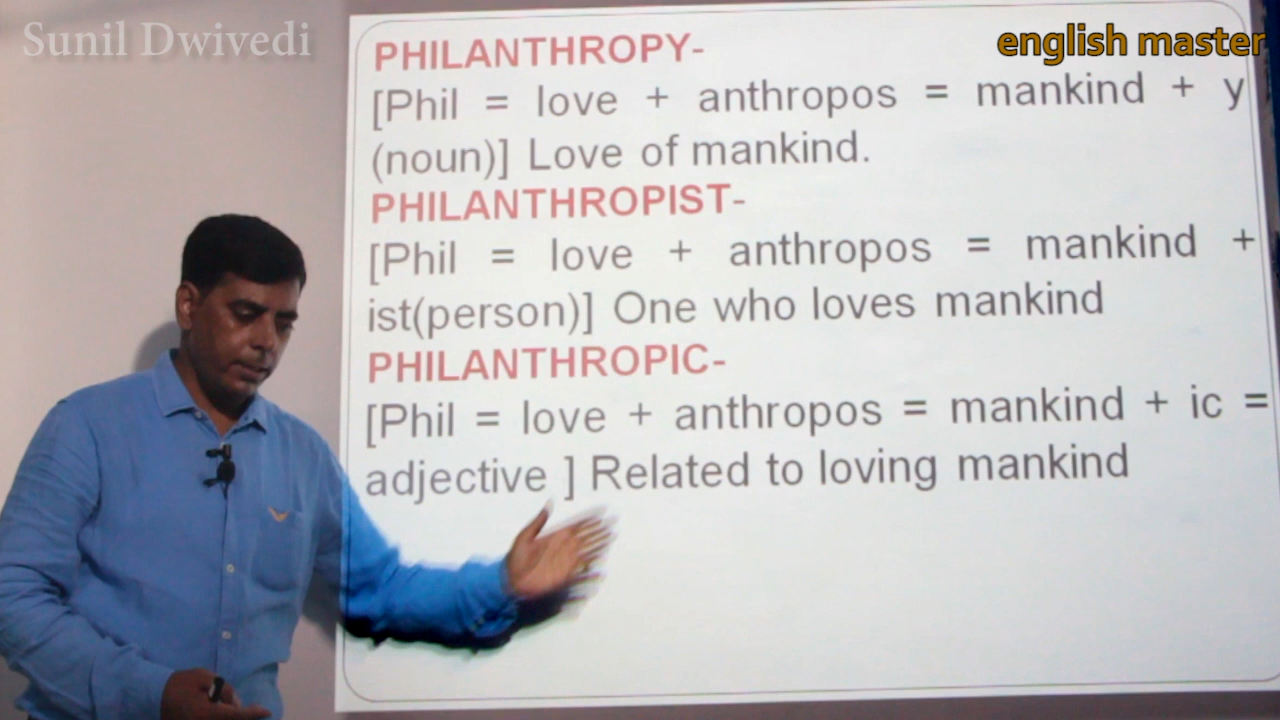 Sunil Dwivedi
english master
PHILANTHROPY-
[Phil = love + anthropos = mankind + y
(noun)] Love of mankind.
PHILANTHROPIST-
[Phil = love + anthropos = mankind +
ist(person)] One who loves mankind
PHILANTHROPIC-
[Phil = love + anthropos = mankind + ic =
adjective ] Related to loving mankind